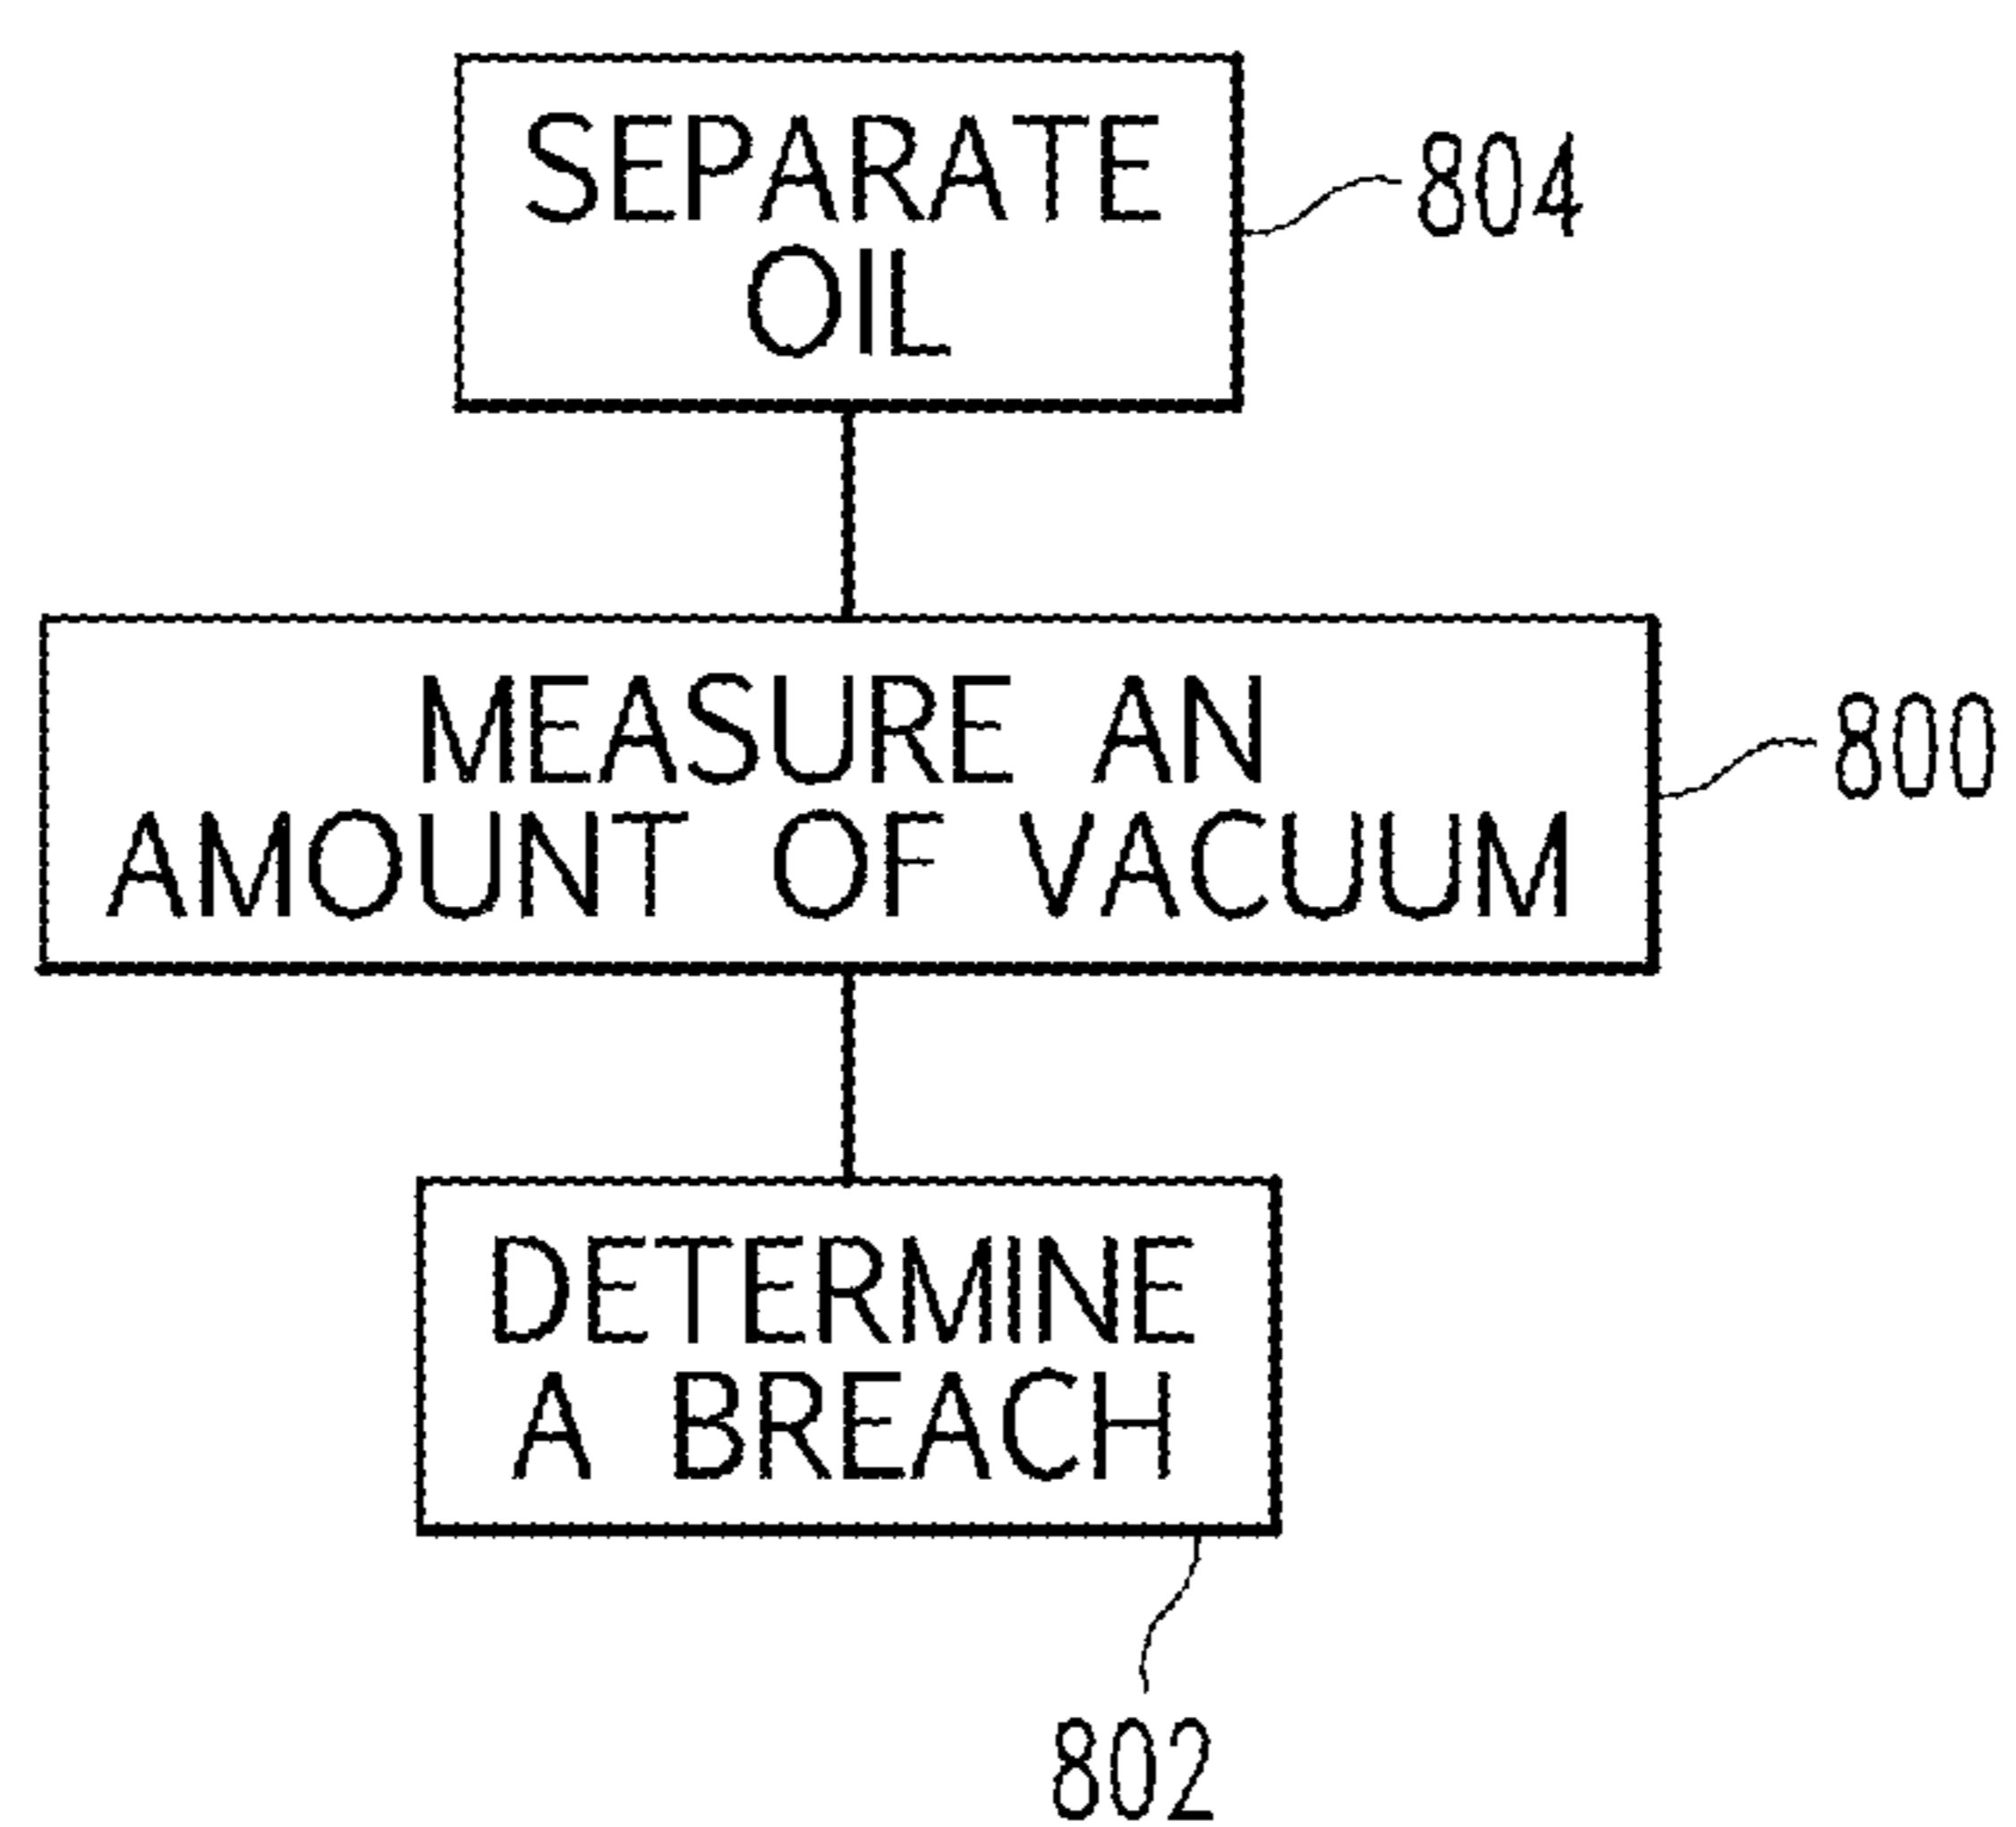 SEPARATE
OIL
804
MEASURE AN
AMOUNT OF VACUUM
800
DETERMINE
A BREACH
802